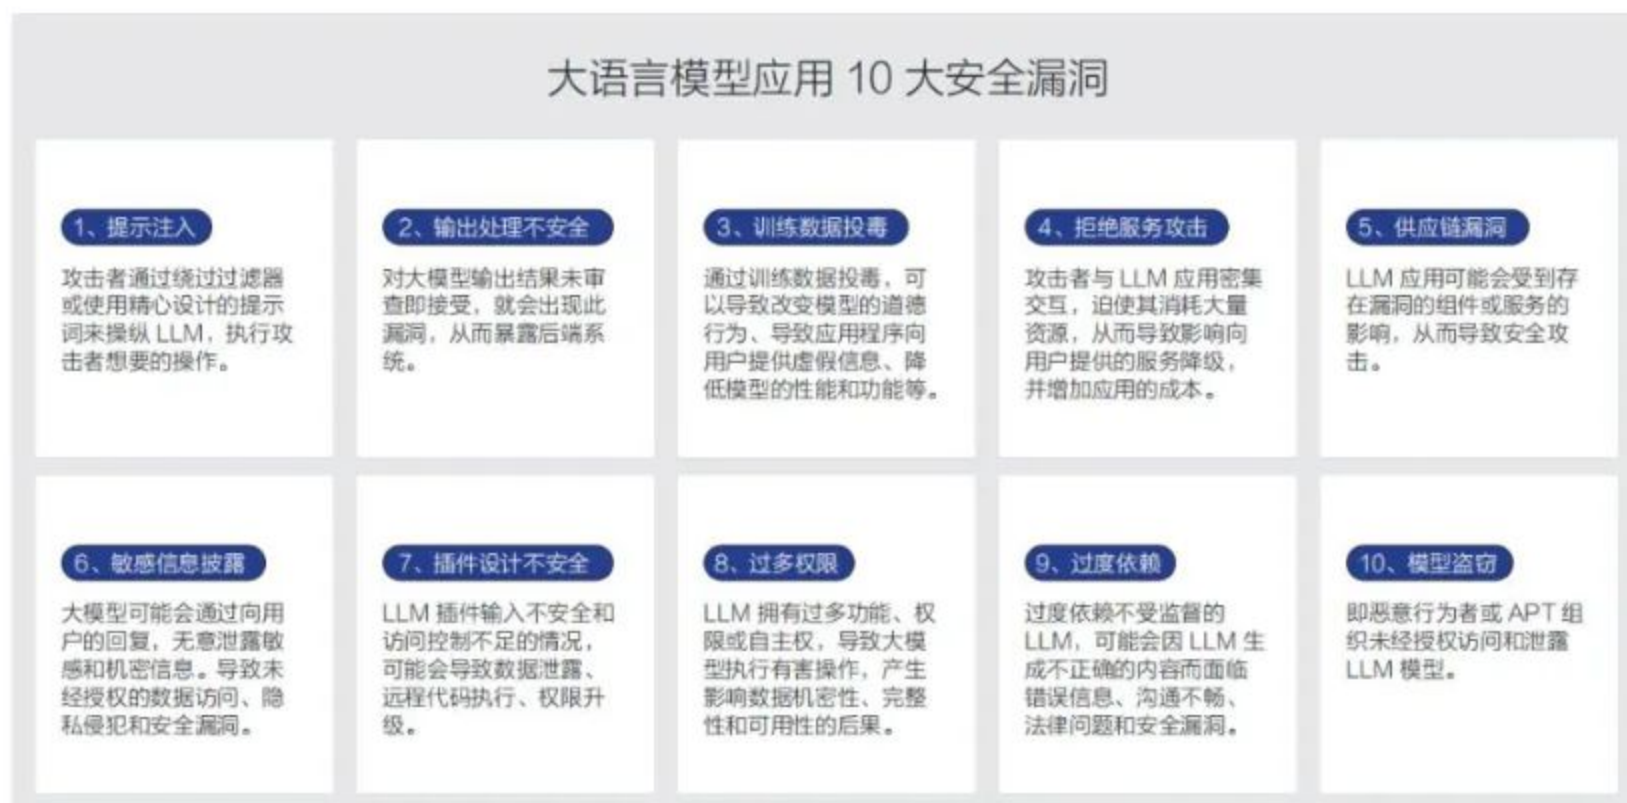 大语言模型应用 10 大安全漏洞
1、提示注入
攻击者通过绕过过滤器
或使用精心设计的提示
词来操纵 LLM，执行攻
击者想要的操作。
2、输出处理不安全
对大模型输出结果未审
查即接受，就会出现此
漏洞，从而暴露后端系
统。
3、训练数据投毒
通过训练数据投毒，可
以导致改变模型的道德
行为、导致应用程序向
用户提供虚假信息、降
低模型的性能和功能等。
4、拒绝服务攻击
攻击者与 LLM 应用密集
交互，迫使其消耗大量
资源，从而导致影响向
用户提供的服务降级，
并增加应用的成本。
5、供应链漏洞
LLM 应用可能会受到存
在漏洞的组件或服务的
影响，从而导致安全攻
击。
6、敏感信息披露
大模型可能会通过向用
户的回复，无意泄露敏
感和机密信息。导致未
经授权的数据访问、隐
私侵犯和安全漏洞。
7、插件设计不安全
LLM 插件输入不安全和
访问控制不足的情况，
可能会导致数据泄露、
远程代码执行、权限升
级。
8、过多权限
LLM 拥有过多功能、权
限或自主权，导致大模
型执行有害操作，产生
影响数据机密性、完整
性和可用性的后果。
9、过度依赖
过度依赖不受监督的
LLM，可能会因 LLM 生
成不正确的内容而面临
错误信息、沟通不畅、
法律问题和安全漏洞。
10、模型盗窃
即恶意行为者或 APT 组
织未经授权访问和泄露
LLM 模型。